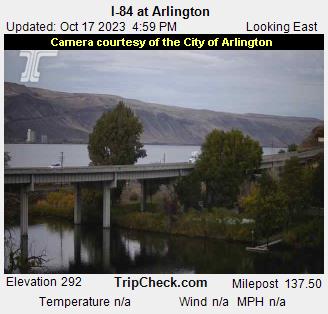 I-84 at Arlington
Updated: Oct 17 2023 4:59 PM Looking East
Camera courtesy of the City of Arlington
Elevation 292 TripCheck.com Milepost 137.50
Temperature n/a Wind n/a MPH n/a